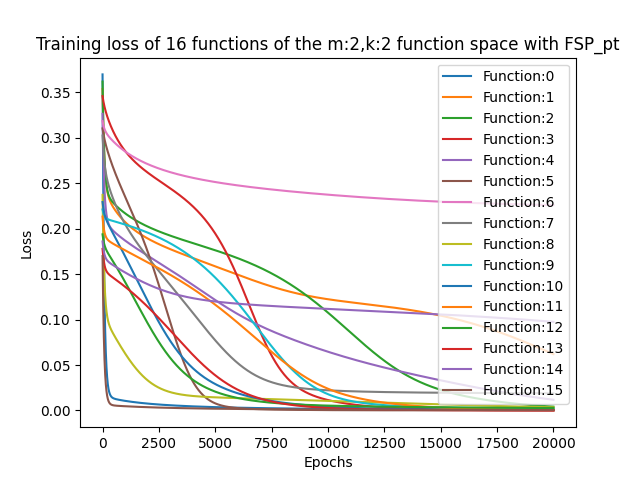 Training loss of 16 functions of the m:2,k:2 function space with FSP_pt
Loss
0.35
0.30
0.25
0.20
0.15
0.10
0.05
0.00
Function:0
Function:1
Function:2
Function:3
Function:4
Function:5
Function:6
Function:7
Function:8
Function:9
Function:10
Function:11
Function:12
Function:13
Function:14
Function:15
0 2500 5000 7500 10000 12500 15000 17500 20000
Epochs